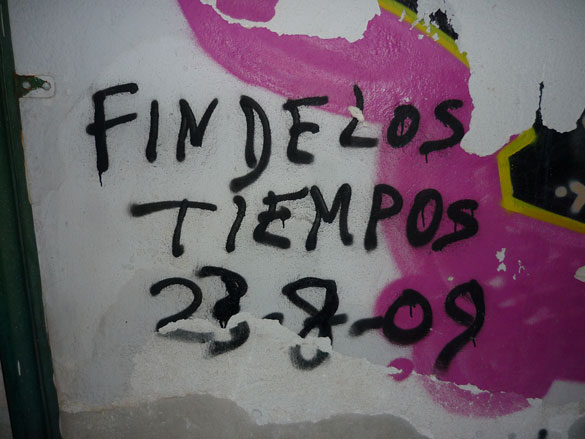 FIN DE LOS
TIEMPOS
23-8-09